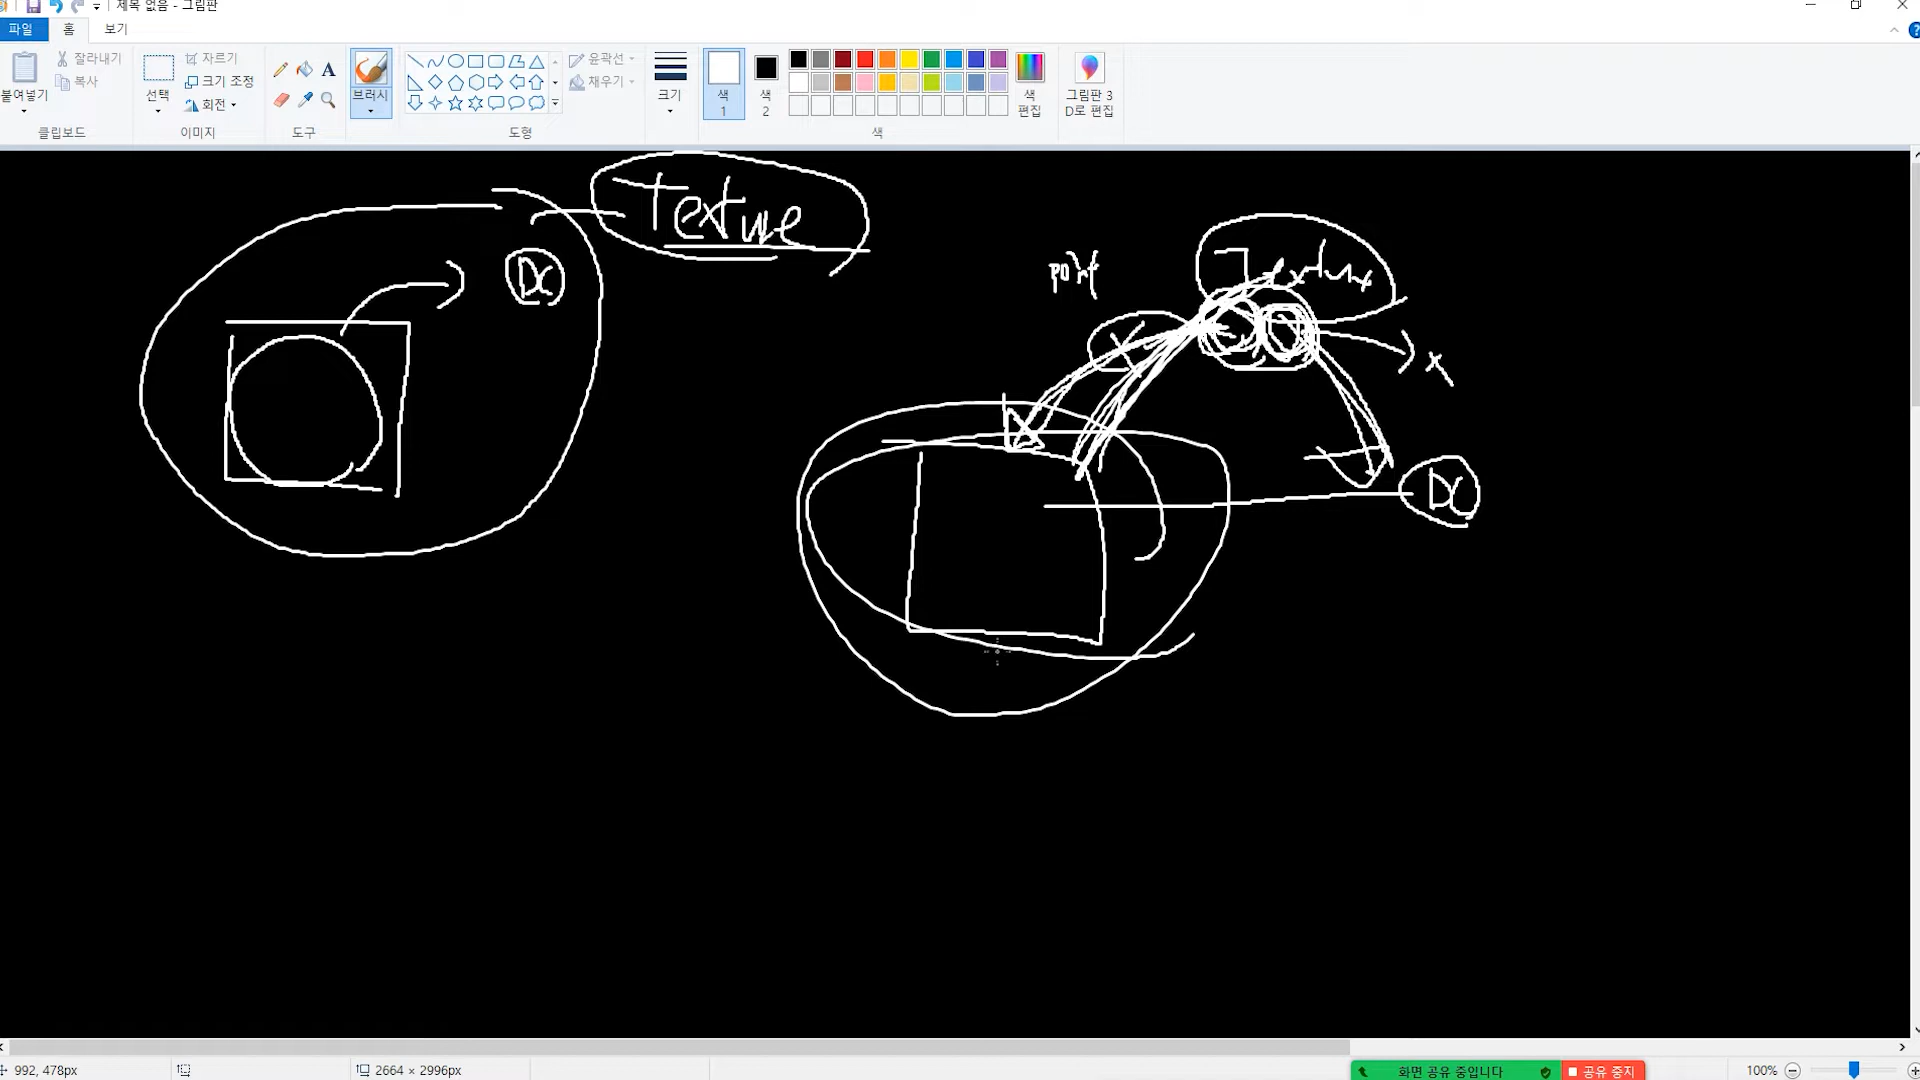 제목 없음 - 그림판
파일 홈 보기
붙여넣기
잘라내기
복사
클립보드
선택
자르기
크기 조정
회전
이미지
A
도구
브러시
윤곽선
채우기
도형
크기
색
1
색
2
색
편집
색
그림판 3
D로 편집
Texture
DC
point
Texture
X
x
DC
992, 478px
2664 × 2996px
화면 공유 중입니다
공유 중지
100%